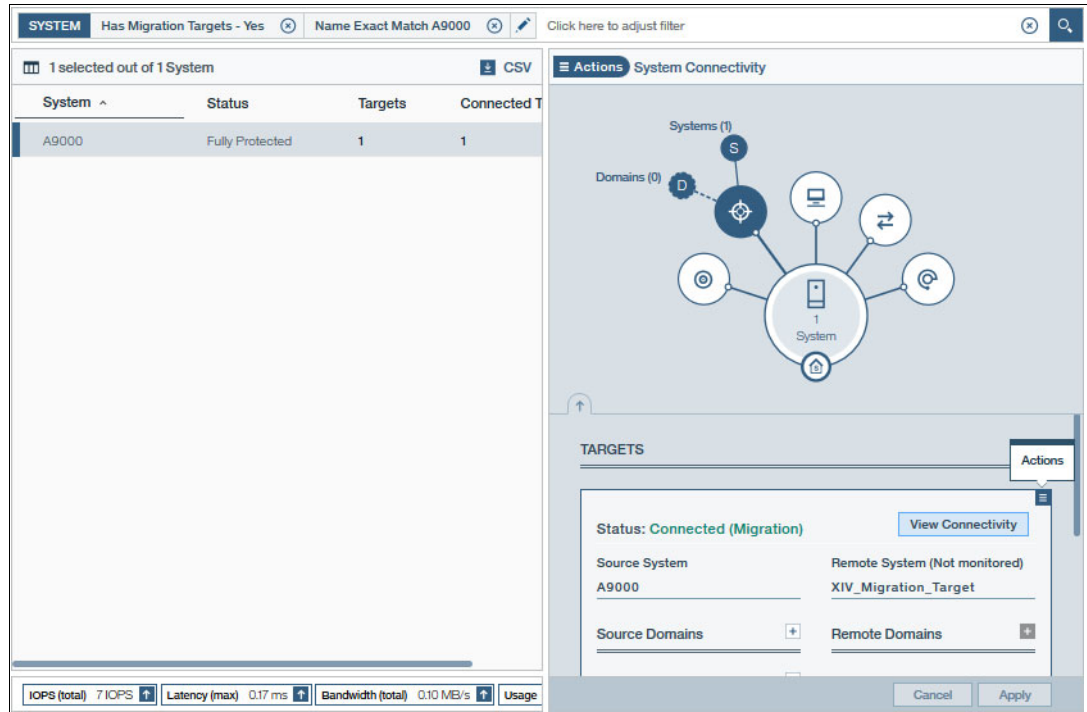 SYSTEM Has Migration Targets - Yes Name Exact Match A9000 Click here to adjust filter
1 selected out of 1 System CSV
Actions System Connectivity
System Status Targets Connected T
A9000 Fully Protected 1 1
Systems (1)
S
Domains (0)
D
1
System
TARGETS
Actions
Status: Connected (Migration) View Connectivity
Source System Remote System (Not monitored)
A9000 XIV_Migration_Target
Source Domains + Remote Domains +
IOPS (total) 7 IOPS Latency (max) 0.17 ms Bandwidth (total) 0.10 MB/s Usage
Cancel Apply